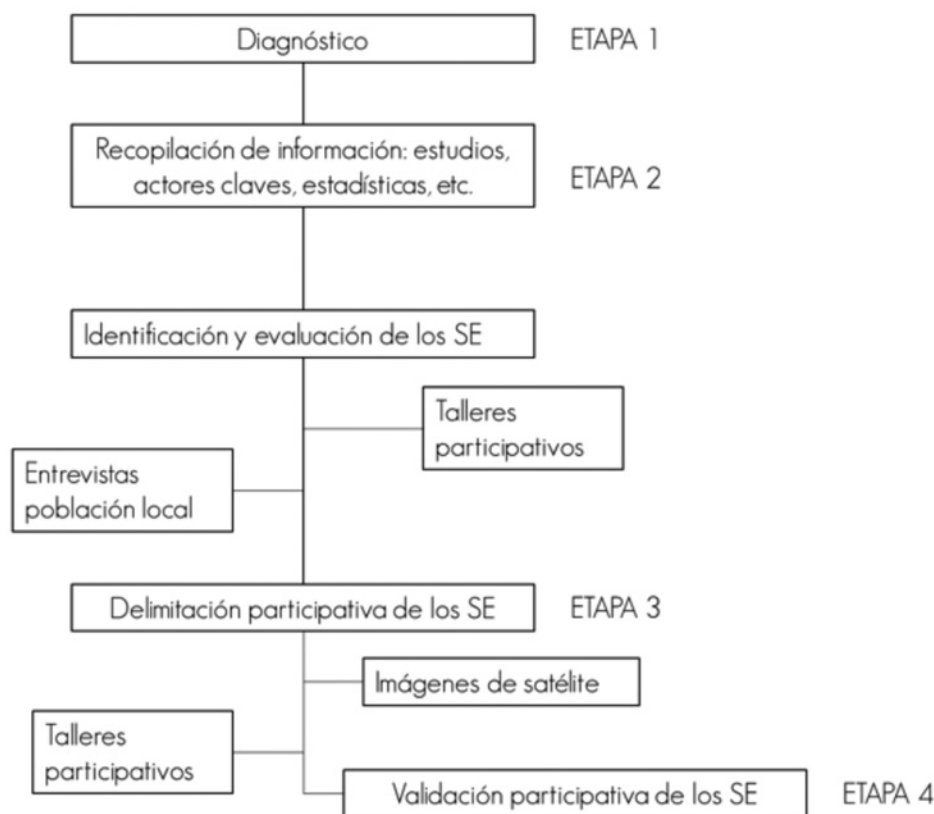 Diagnóstico
ETAPA 1
Recopilación de información: estudios,
actores claves, estadísticas, etc.
ETAPA 2
Identificación y evaluación de los SE
Talleres
participativos
Entrevistas
población local
Delimitación participativa de los SE
ETAPA 3
Imágenes de satélite
Talleres
participativos
Validación participativa de los SE
ETAPA 4